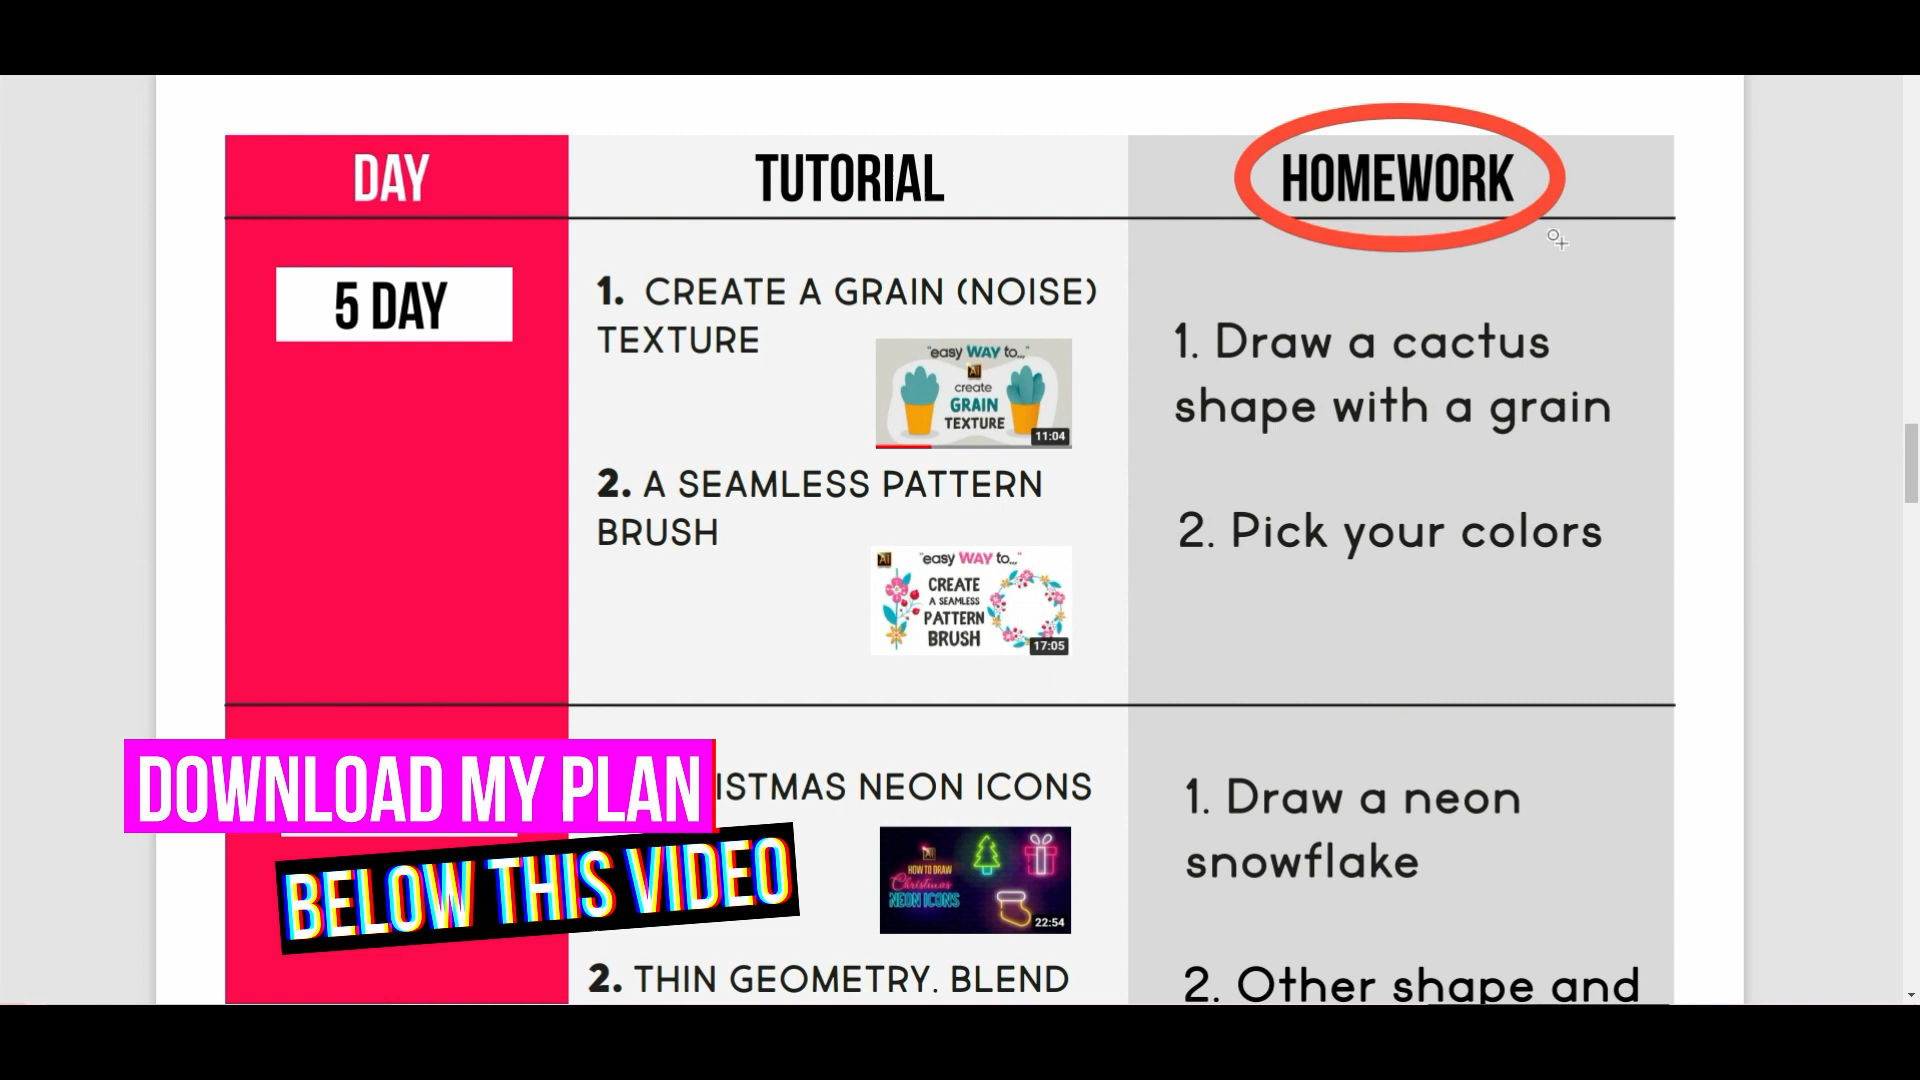 DAY
TUTORIAL
HOMEWORK
5 DAY
1. CREATE A GRAIN (NOISE)
TEXTURE
"easy WAY to..."
Ai
create
GRAIN
TEXTURE
11:04
2. A SEAMLESS PATTERN
BRUSH
Ai
"easy WAY to..."
CREATE
A SEAMLESS
PATTERN
BRUSH
17:05
1. Draw a cactus
shape with a grain
2. Pick your colors
DOWNLOAD MY PLAN
BELOW THIS VIDEO
ISTMAS NEON ICONS
Ai
HOW TO DRAW
Christmas
NEON ICONS
22:54
2. THIN GEOMETRY. BLEND
1. Draw a neon
snowflake
2. Other shape and